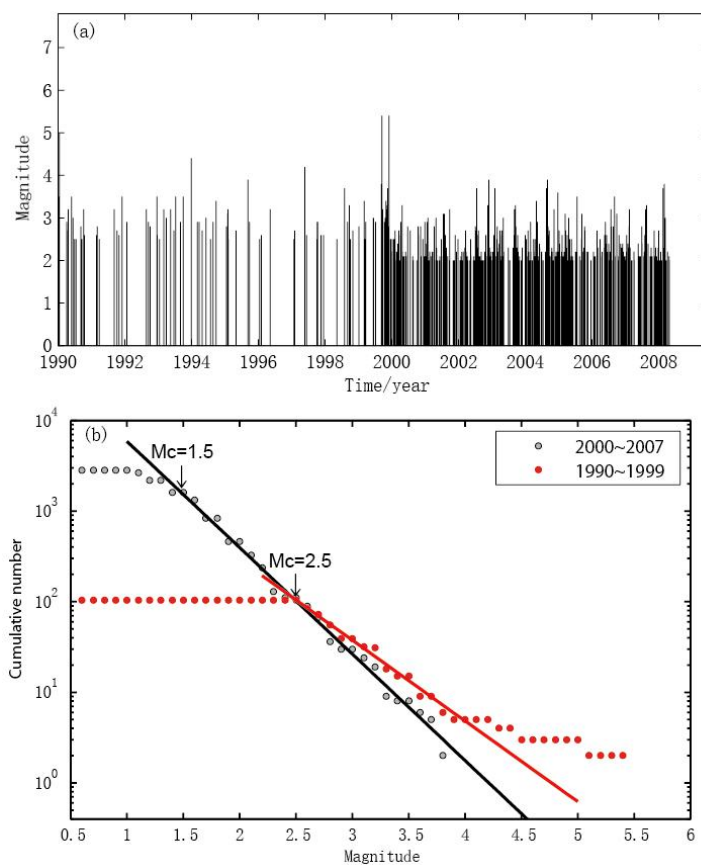 (a)
7
6
5
4
3
2
1
0
Magnitude
1990 1992 1994 1996 1998 2000 2002 2004 2006 2008
Time/year
(b)
10^4
10^3
10^2
10^1
10^0
Cumulative number
Mc=1.5
Mc=2.5
2000~2007
1990~1999
0.5 1 1.5 2 2.5 3 3.5 4 4.5 5 5.5 6
Magnitude